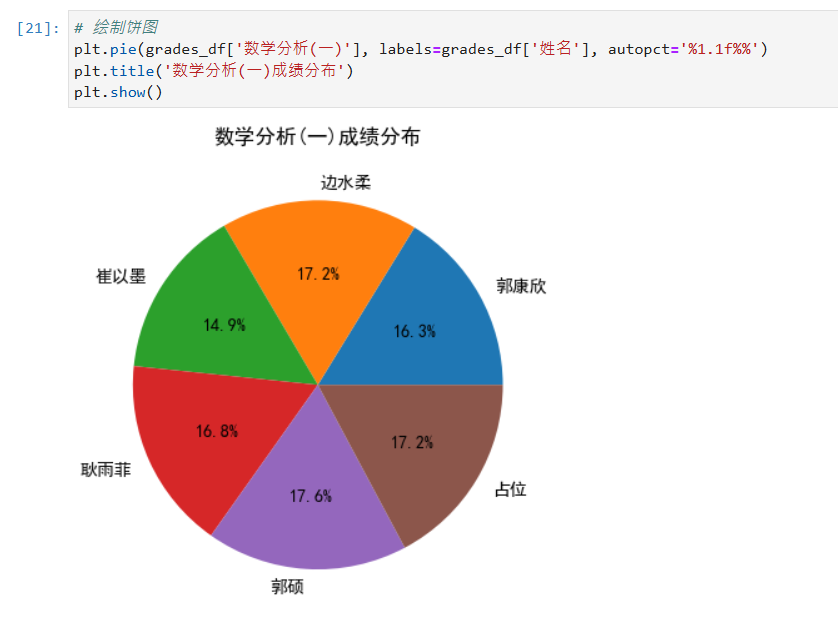 [21]: # 绘制饼图
plt.pie(grades_df['数学分析(一)'], labels=grades_df['姓名'], autopct='%1.1f%%')
plt.title('数学分析(一)成绩分布')
plt.show()
数学分析(一)成绩分布
边水柔
崔以墨
17.2%
郭康欣
14.9%
16.3%
16.8%
17.2%
耿雨菲
占位
17.6%
郭硕